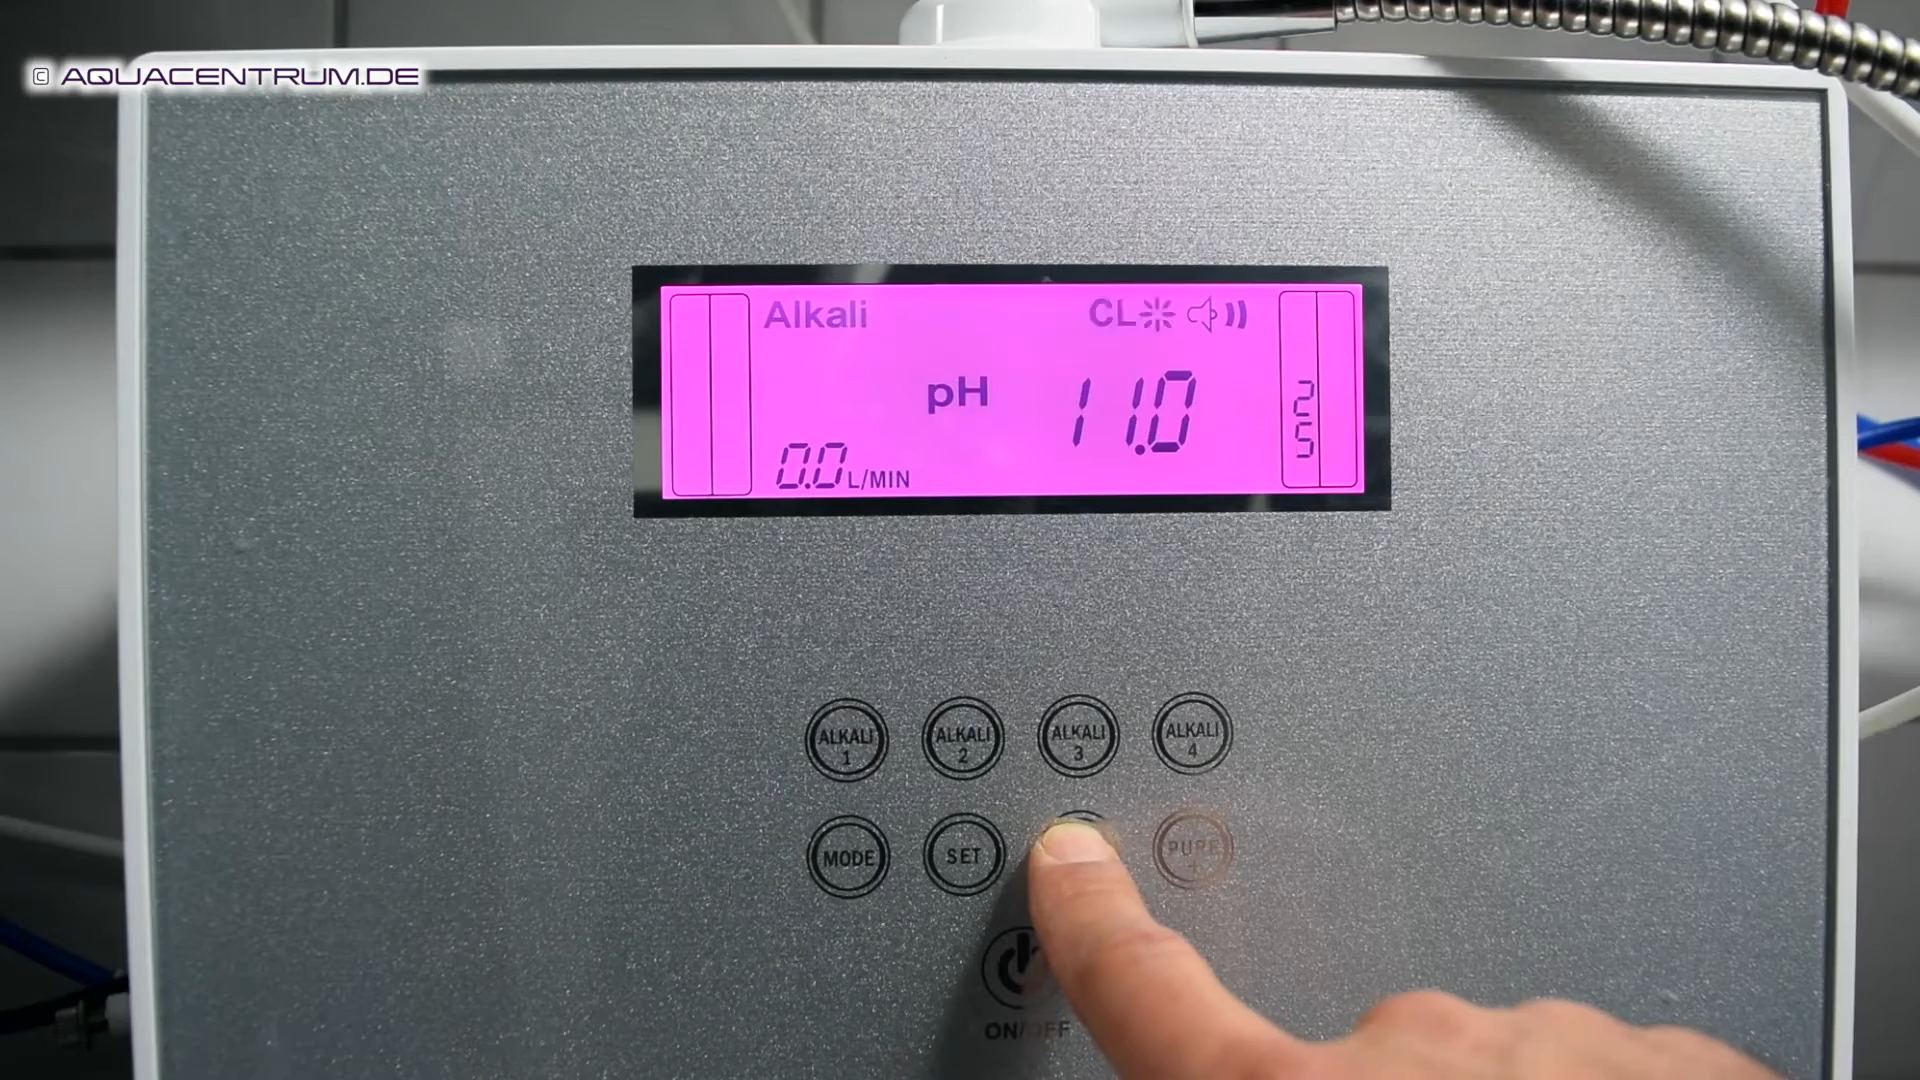 © AQUACENTRUM.DE
Alkali
CL
pH 11.0
0.0 L/MIN
25
ALKALI 1
ALKALI 2
ALKALI 3
ALKALI 4
MODE
SET
PURE +
ON/OFF